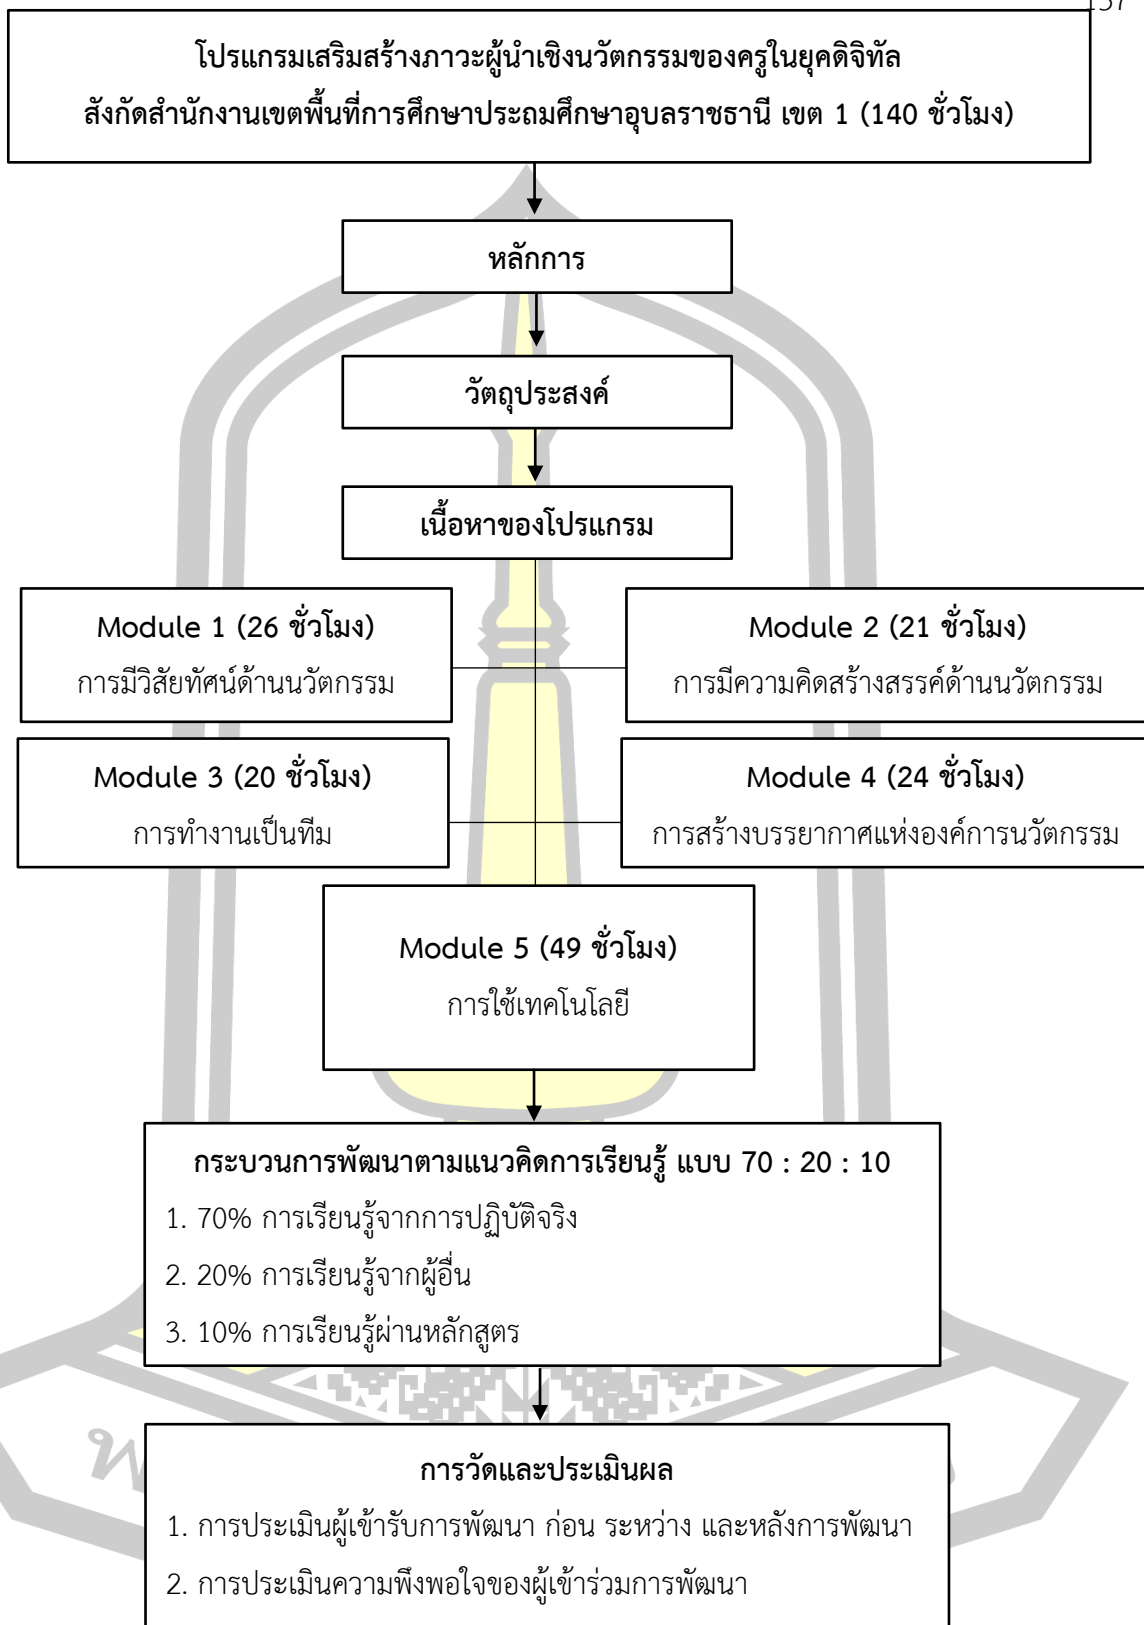 137
โปรแกรมเสริมสร้างภาวะผู้นำเชิงนวัตกรรมของครูในยุคดิจิทัล
สังกัดสำนักงานเขตพื้นที่การศึกษาประถมศึกษาอุบลราชธานี เขต 1 (140 ชั่วโมง)
หลักการ
วัตถุประสงค์
เนื้อหาของโปรแกรม
Module 1 (26 ชั่วโมง)
การมีวิสัยทัศน์ด้านนวัตกรรม
Module 2 (21 ชั่วโมง)
การมีความคิดสร้างสรรค์ด้านนวัตกรรม
Module 3 (20 ชั่วโมง)
การทำงานเป็นทีม
Module 4 (24 ชั่วโมง)
การสร้างบรรยากาศแห่งองค์การนวัตกรรม
Module 5 (49 ชั่วโมง)
การใช้เทคโนโลยี
กระบวนการพัฒนาตามแนวคิดการเรียนรู้ แบบ 70 : 20 : 10
1. 70% การเรียนรู้จากการปฏิบัติจริง
2. 20% การเรียนรู้จากผู้อื่น
3. 10% การเรียนรู้ผ่านหลักสูตร
การวัดและประเมินผล
1. การประเมินผู้เข้ารับการพัฒนา ก่อน ระหว่าง และหลังการพัฒนา
2. การประเมินความพึงพอใจของผู้เข้าร่วมการพัฒนา